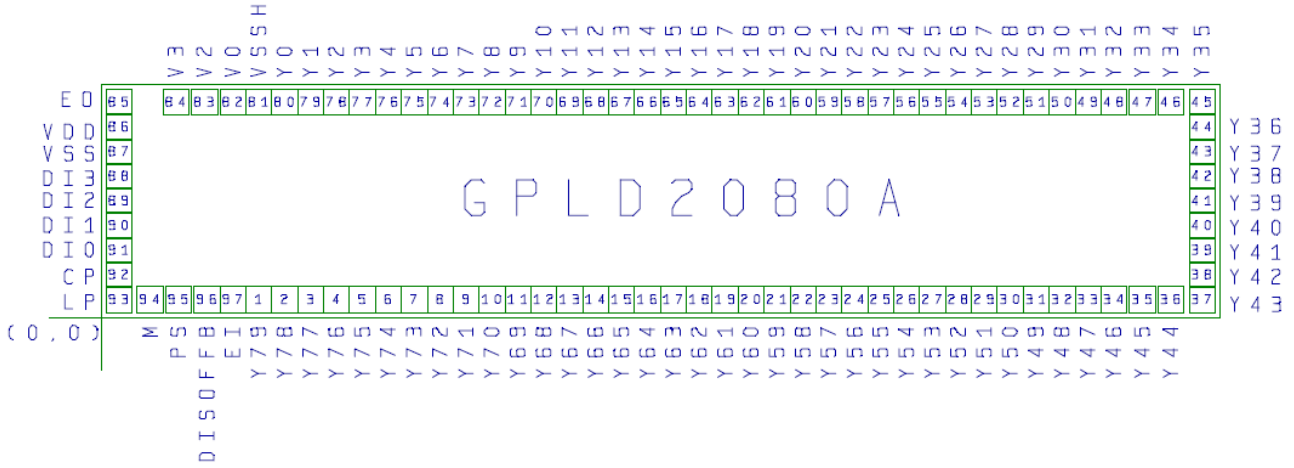 V3 V2 V0 VSSH Y0 Y1 Y2 Y3 Y4 Y5 Y6 Y7 Y8 Y9 Y10 Y11 Y12 Y13 Y14 Y15 Y16 Y17 Y18 Y19 Y20 Y21 Y22 Y23 Y24 Y25 Y26 Y27 Y28 Y29 Y30 Y31 Y32 Y33 Y34 Y35
EO 85 84 83 82 81 80 79 78 77 76 75 74 73 72 71 70 69 68 67 66 65 64 63 62 61 60 59 58 57 56 55 54 53 52 51 50 49 48 47 46 45
VDD 86 44 Y36
VSS 87 43 Y37
DI3 88 42 Y38
DI2 89 41 Y39
GPLD2080A
DI1 90 40 Y40
DI0 91 39 Y41
CP 92 38 Y42
LP 93 94 95 96 97 1 2 3 4 5 6 7 8 9 10 11 12 13 14 15 16 17 18 19 20 21 22 23 24 25 26 27 28 29 30 31 32 33 34 35 36 37 Y43
(0,0)
M PS DISOFFB EI Y79 Y78 Y77 Y76 Y75 Y74 Y73 Y72 Y71 Y70 Y69 Y68 Y67 Y66 Y65 Y64 Y63 Y62 Y61 Y60 Y59 Y58 Y57 Y56 Y55 Y54 Y53 Y52 Y51 Y50 Y49 Y48 Y47 Y46 Y45 Y44